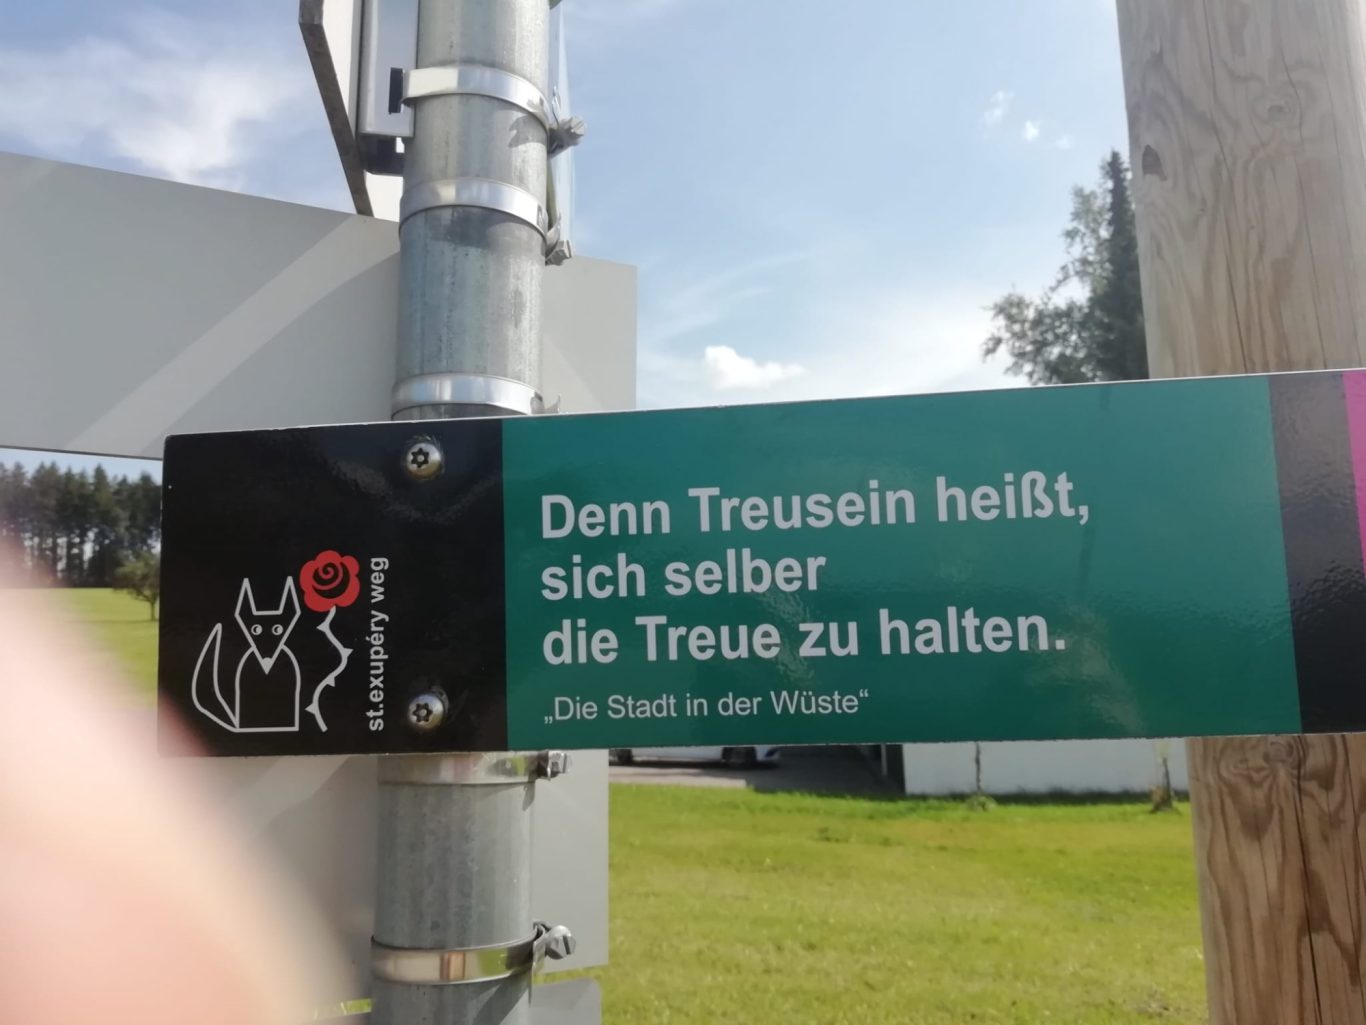 st.exupéry weg
Denn Treusein heißt,
sich selber
die Treue zu halten.
„Die Stadt in der Wüste“